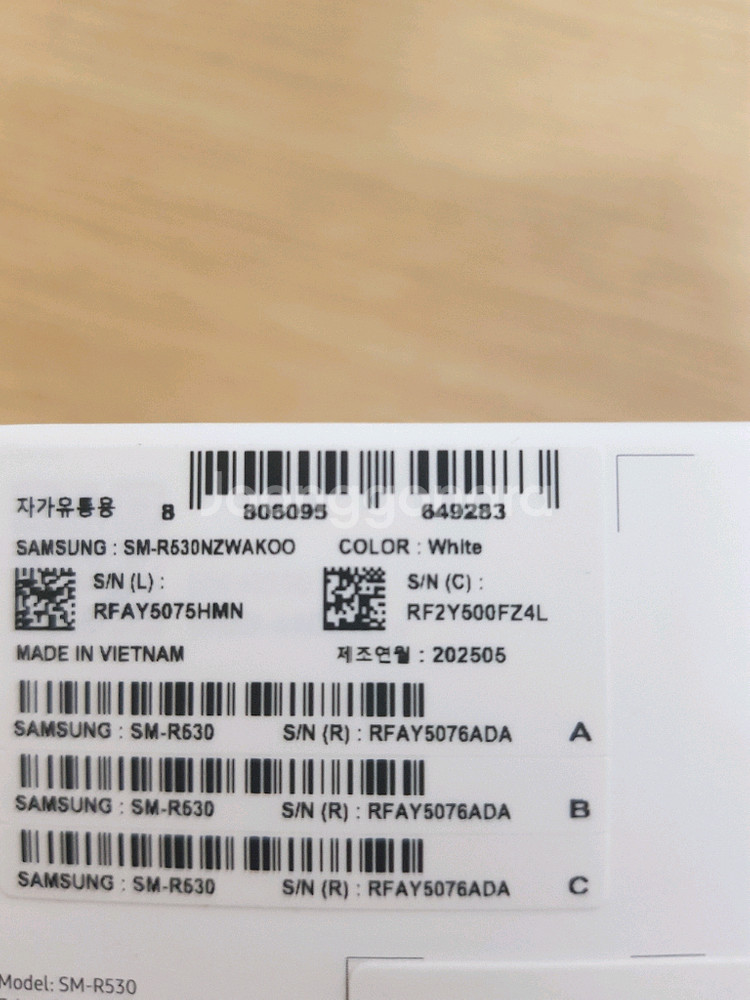 자가유통용 8 806095 649283
Joonggonara
SAMSUNG : SM-R530NZWAKOO COLOR : White
S/N (L) : S/N (C) :
RFAY5075HMN RF2Y500FZ4L
MADE IN VIETNAM 제조연월 : 202505
SAMSUNG : SM-R530 S/N (R) : RFAY5076ADA A
SAMSUNG : SM-R530 S/N (R) : RFAY5076ADA B
SAMSUNG : SM-R530 S/N (R) : RFAY5076ADA C
Model: SM-R530